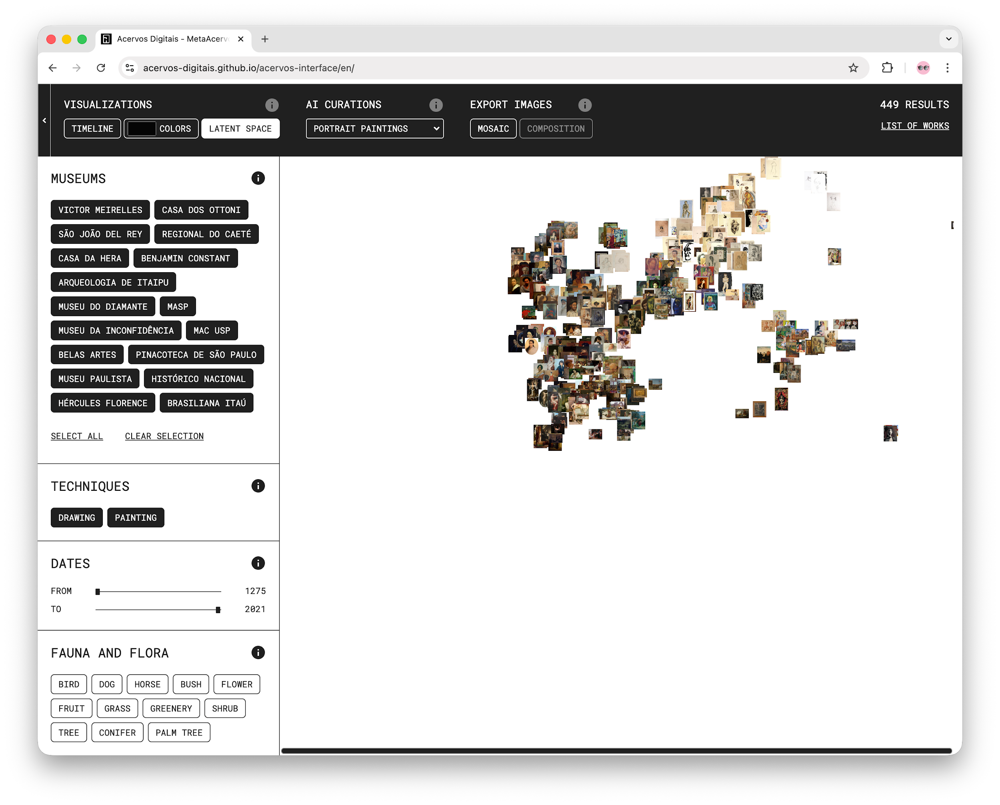 Acervos Digitais - MetaAcerv
acervos-digitais.github.io/acervos-interface/en/
VISUALIZATIONS
AI CURATIONS
EXPORT IMAGES
449 RESULTS
TIMELINE
COLORS
LATENT SPACE
PORTRAIT PAINTINGS
MOSAIC
COMPOSITION
LIST OF WORKS
MUSEUMS
VICTOR MEIRELLES
CASA DOS OTTONI
SÃO JOÃO DEL REY
REGIONAL DO CAETÉ
CASA DA HERA
BENJAMIN CONSTANT
ARQUEOLOGIA DE ITAIPU
MUSEU DO DIAMANTE
MASP
MUSEU DA INCONFIDÊNCIA
MAC USP
BELAS ARTES
PINACOTECA DE SÃO PAULO
MUSEU PAULISTA
HISTÓRICO NACIONAL
HÉRCULES FLORENCE
BRASILIANA ITAÚ
SELECT ALL
CLEAR SELECTION
TECHNIQUES
DRAWING
PAINTING
DATES
FROM
1275
TO
2021
FAUNA AND FLORA
BIRD
DOG
HORSE
BUSH
FLOWER
FRUIT
GRASS
GREENERY
SHRUB
TREE
CONIFER
PALM TREE